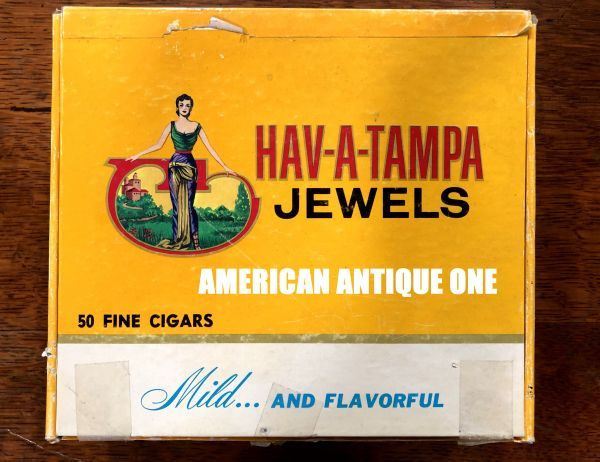 HAV-A-TAMPA
JEWELS
AMERICAN ANTIQUE ONE
50 FINE CIGARS
Mild... AND FLAVORFUL